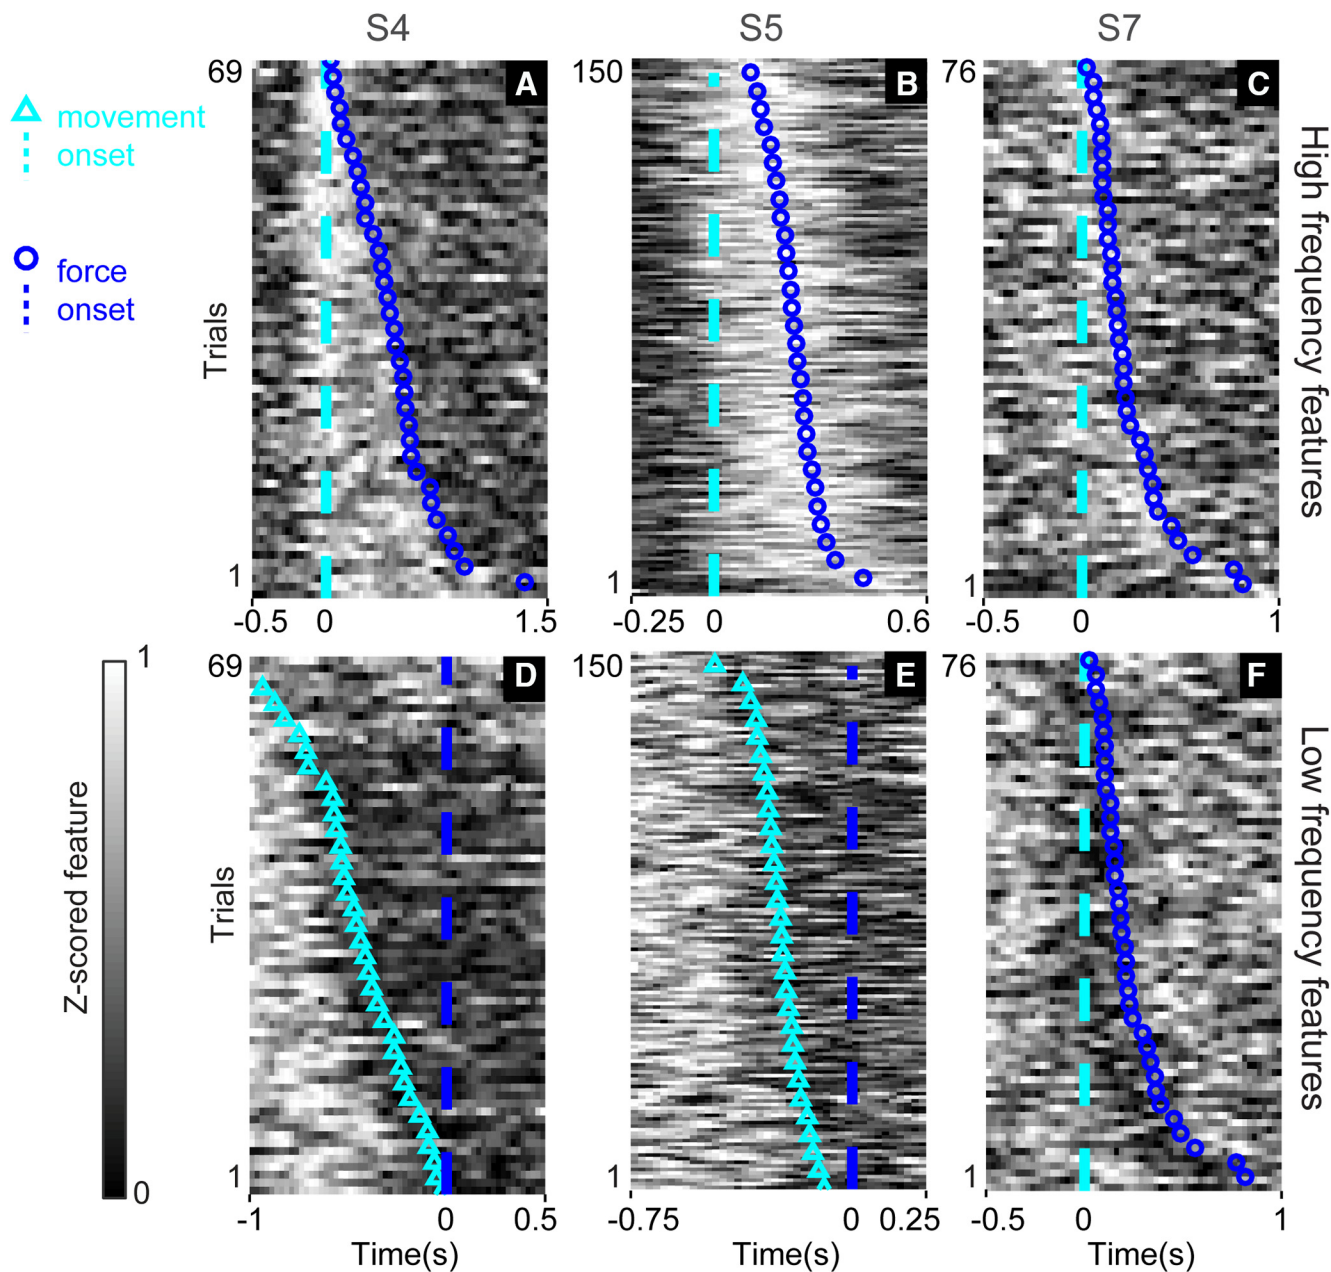 S4 S5 S7
movement
onset
force
onset
69 A 150 B 76 C
Trials
High frequency features
1 1 1
-0.5 0 1.5 -0.25 0 0.6 -0.5 0 1
69 D 150 E 76 F
1
Z-scored feature
0
Trials
Low frequency features
1 1 1
-1 0 0.5 -0.75 0 0.25 -0.5 0 1
Time(s) Time(s) Time(s)